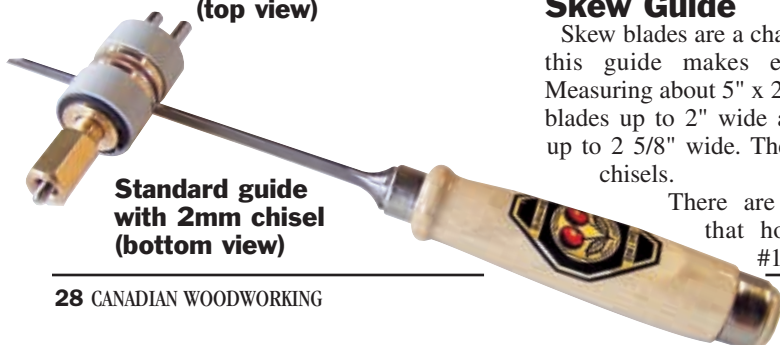 (top view)
Standard guide
with 2mm chisel
(bottom view)
28 CANADIAN WOODWORKING
Skew Guide
Skew blades are a cha
this guide makes e
Measuring about 5" x 2
blades up to 2" wide a
up to 2 5/8" wide. The
chisels.
There are
that ho
#1